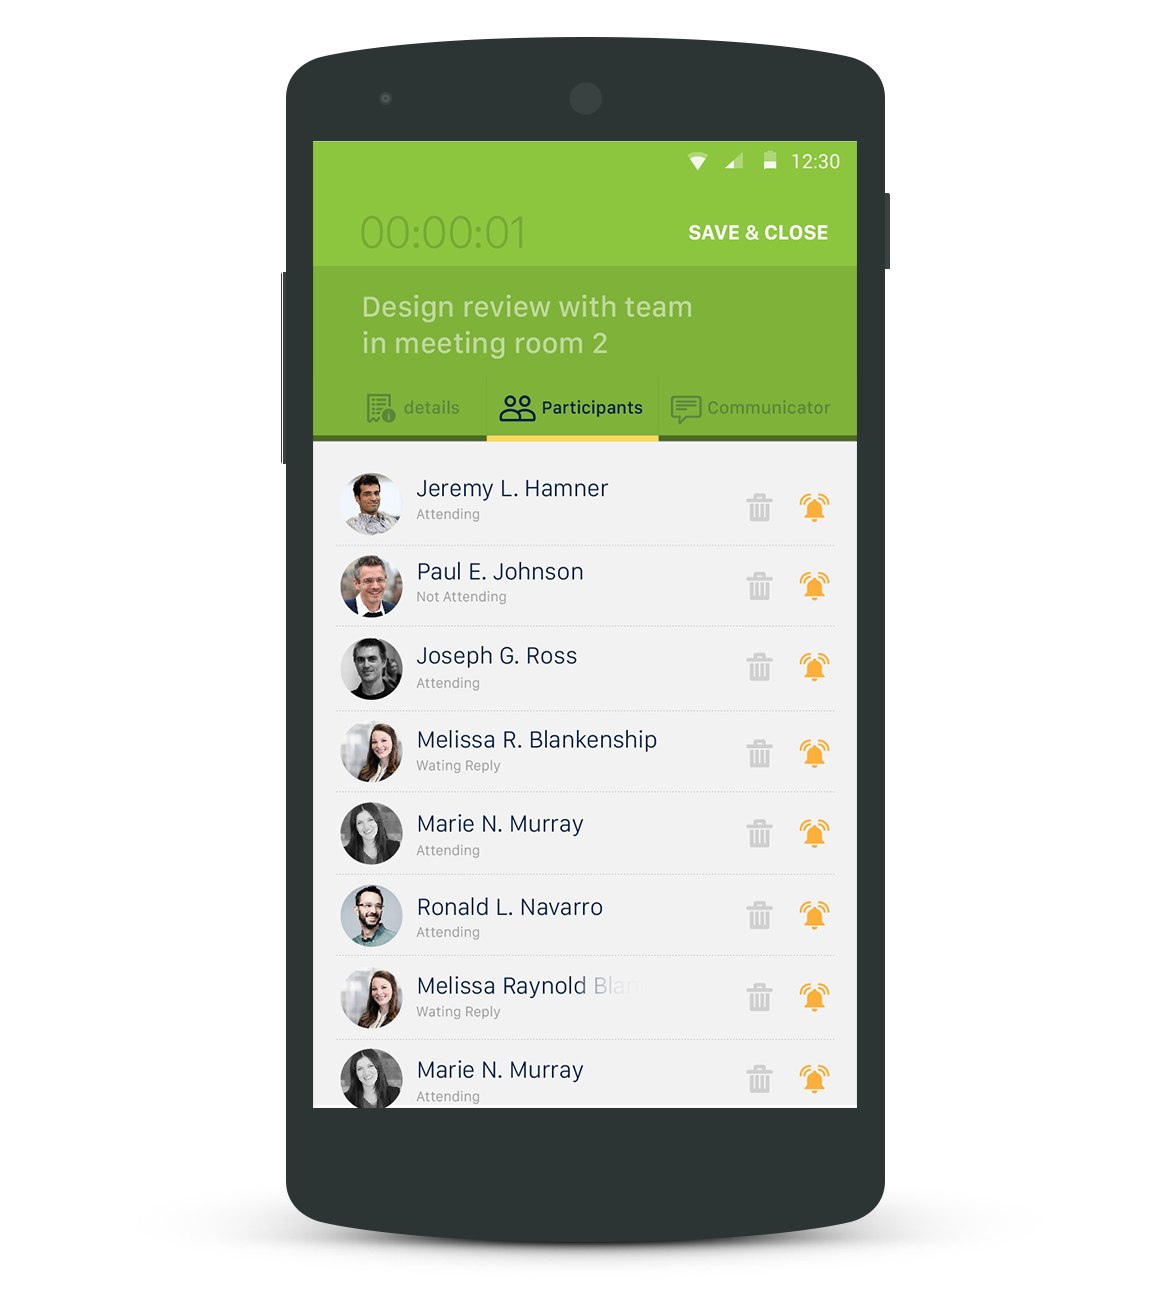 12:30
00:00:01
SAVE & CLOSE
Design review with team
in meeting room 2
details
Participants
Communicator
Jeremy L. Hamner
Attending
Paul E. Johnson
Not Attending
Joseph G. Ross
Attending
Melissa R. Blankenship
Wating Reply
Marie N. Murray
Attending
Ronald L. Navarro
Attending
Melissa Raynold Blan
Wating Reply
Marie N. Murray
Attending